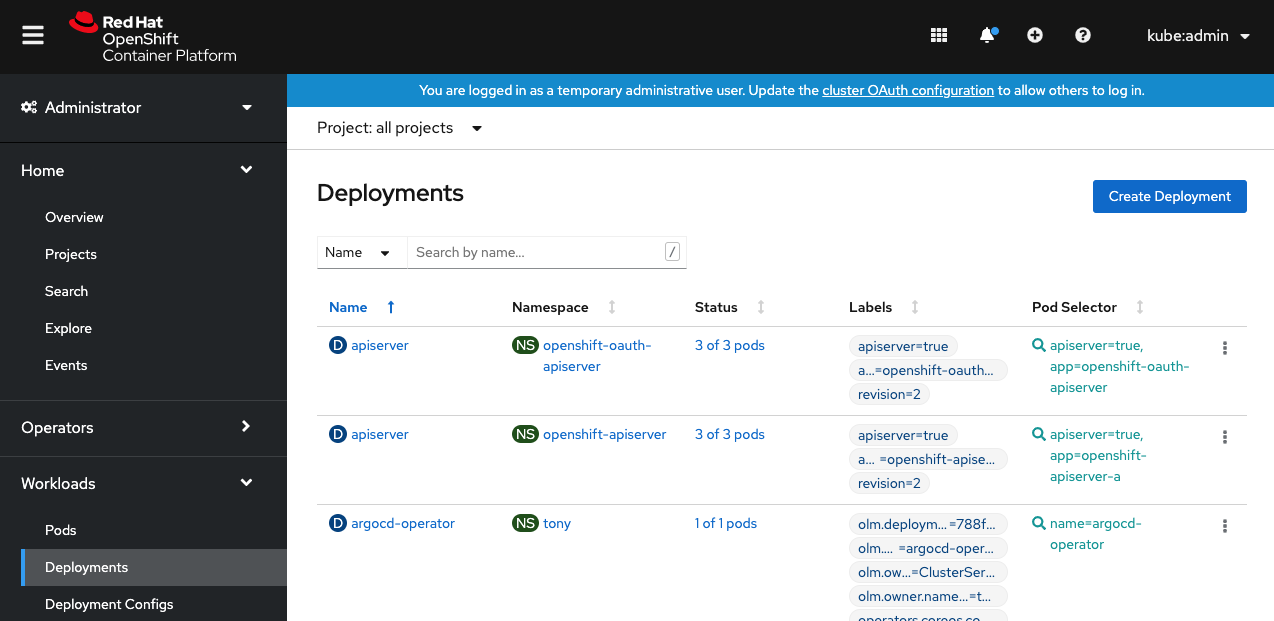 Red Hat
OpenShift
Container Platform
kube:admin
Administrator
You are logged in as a temporary administrative user. Update the cluster OAuth configuration to allow others to log in.
Project: all projects
Home
Overview
Projects
Search
Explore
Events
Operators
Workloads
Pods
Deployments
Deployment Configs
Deployments
Create Deployment
Name
Search by name...
/
Name Namespace Status Labels Pod Selector
D apiserver
NS openshift-oauth-
apiserver
3 of 3 pods
apiserver=true
a...=openshift-oauth...
revision=2
apiserver=true,
app=openshift-oauth-
apiserver
D apiserver
NS openshift-apiserver
3 of 3 pods
apiserver=true
a... =openshift-apise...
revision=2
apiserver=true,
app=openshift-
apiserver-a
D argocd-operator
NS tony
1 of 1 pods
olm.deploym... =788f...
olm.... =argocd-oper...
olm.ow...=ClusterSer...
olm.owner.name...=t...
operators.coreos.co...
name=argocd-
operator